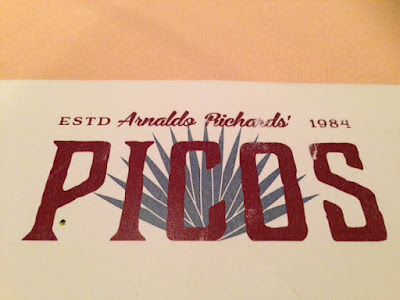 ESTD Arnaldo Richards' 1984
PICOS